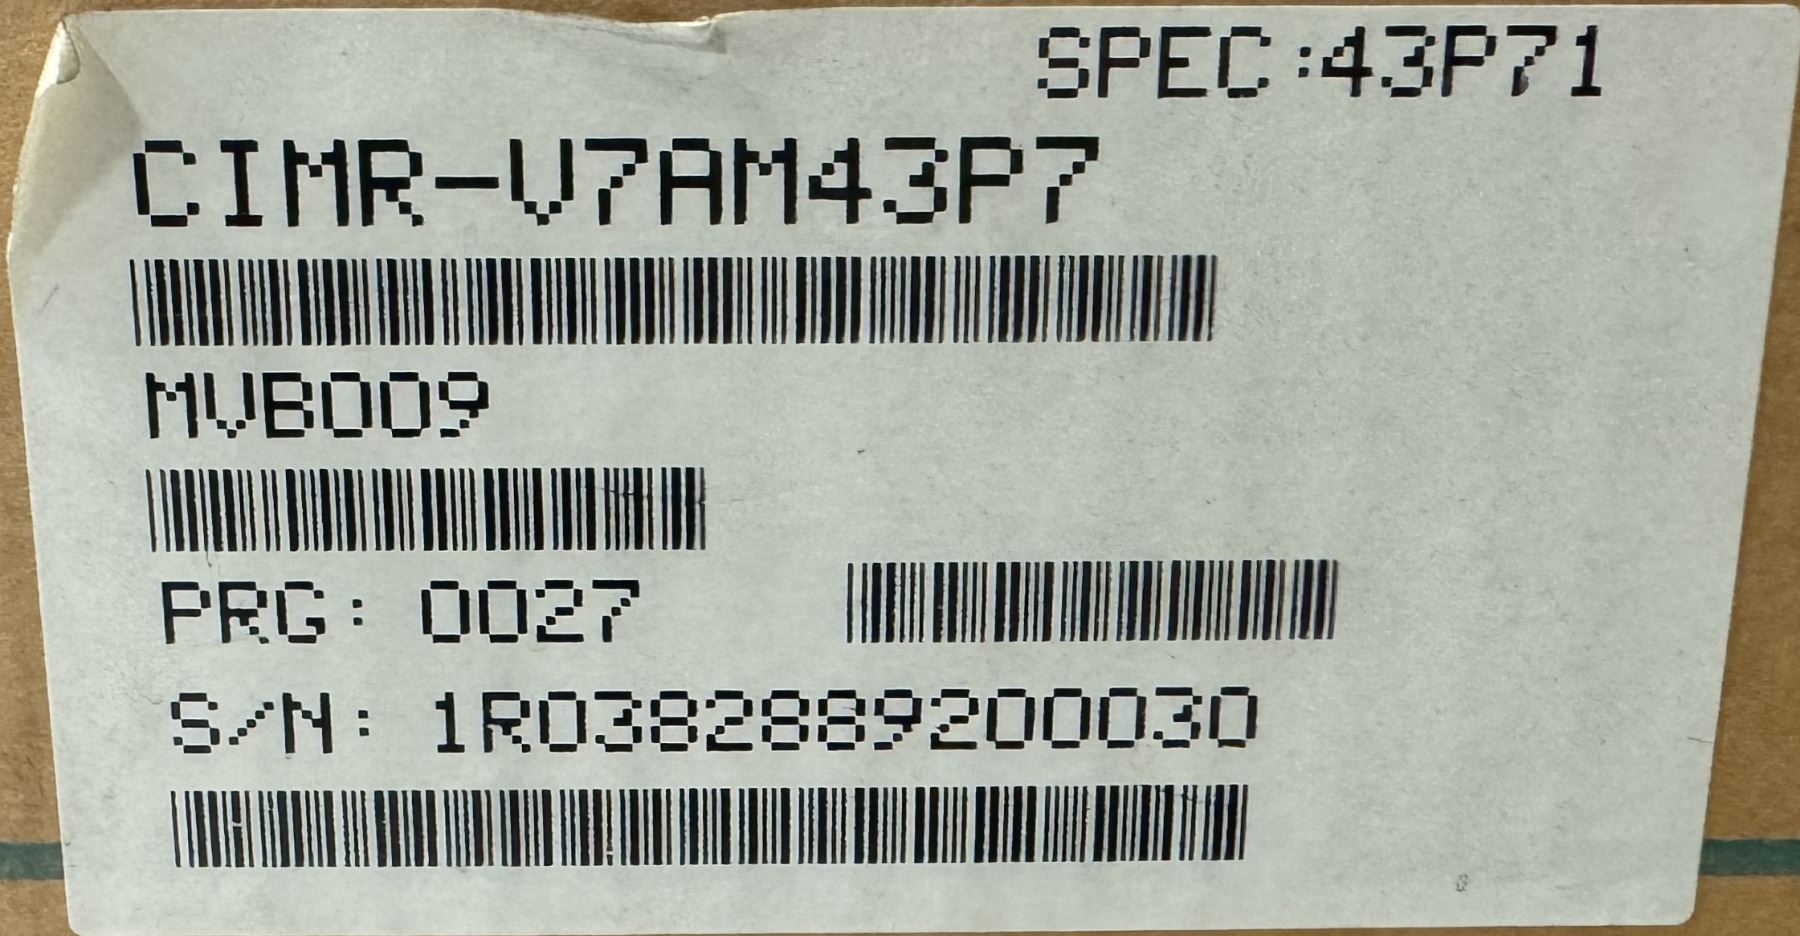 SPEC:43P71
CIMR-V7AM43P7
MVB009
PRG: 0027
S/N: 1R0382889200030